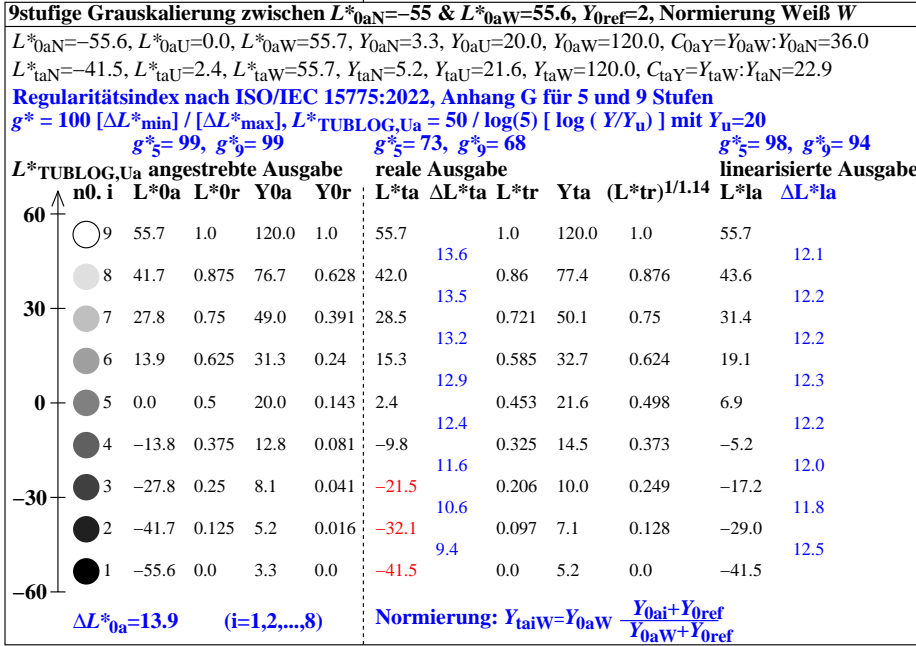 9stufige Grauskalierung zwischen L*0aN=−55 & L*0aW=55.6, Y0ref=2, Normierung Weiß W
L*0aN=−55.6, L*0aU=0.0, L*0aW=55.7, Y0aN=3.3, Y0aU=20.0, Y0aW=120.0, C0aY=Y0aW:Y0aN=36.0
L*taN=−41.5, L*taU=2.4, L*taW=55.7, YtaN=5.2, YtaU=21.6, YtaW=120.0, CtaY=YtaW:YtaN=22.9
Regularitätsindex nach ISO/IEC 15775:2022, Anhang G für 5 und 9 Stufen
g* = 100 [ΔL*min] / [ΔL*max], L*TUBLOG,Ua = 50 / log(5) [ log ( Y/Yu) ] mit Yu=20
g*5= 99, g*9= 99 g*5= 73, g*9= 68 g*5= 98, g*9= 94
L*TUBLOG,Ua angestrebte Ausgabe reale Ausgabe linearisierte Ausgabe
n0. i L*0a L*0r Y0a Y0r L*ta ΔL*ta L*tr Yta (L*tr)1/1.14 L*la ΔL*la
60
9 55.7 1.0 120.0 1.0 55.7 1.0 120.0 1.0 55.7
13.6 12.1
8 41.7 0.875 76.7 0.628 42.0 0.86 77.4 0.876 43.6
13.5 12.2
30 7 27.8 0.75 49.0 0.391 28.5 0.721 50.1 0.75 31.4
13.2 12.2
6 13.9 0.625 31.3 0.24 15.3 0.585 32.7 0.624 19.1
12.9 12.3
0 5 0.0 0.5 20.0 0.143 2.4 0.453 21.6 0.498 6.9
12.4 12.2
4 −13.8 0.375 12.8 0.081 −9.8 0.325 14.5 0.373 −5.2
11.6 12.0
3 −27.8 0.25 8.1 0.041 −21.5 0.206 10.0 0.249 −17.2
−30 10.6 11.8
2 −41.7 0.125 5.2 0.016 −32.1 0.097 7.1 0.128 −29.0
9.4 12.5
1 −55.6 0.0 3.3 0.0 −41.5 0.0 5.2 0.0 −41.5
−60
ΔL*0a=13.9 (i=1,2,...,8) Normierung: YtaiW=Y0aW Y0ai+Y0ref
Y0aW+Y0ref